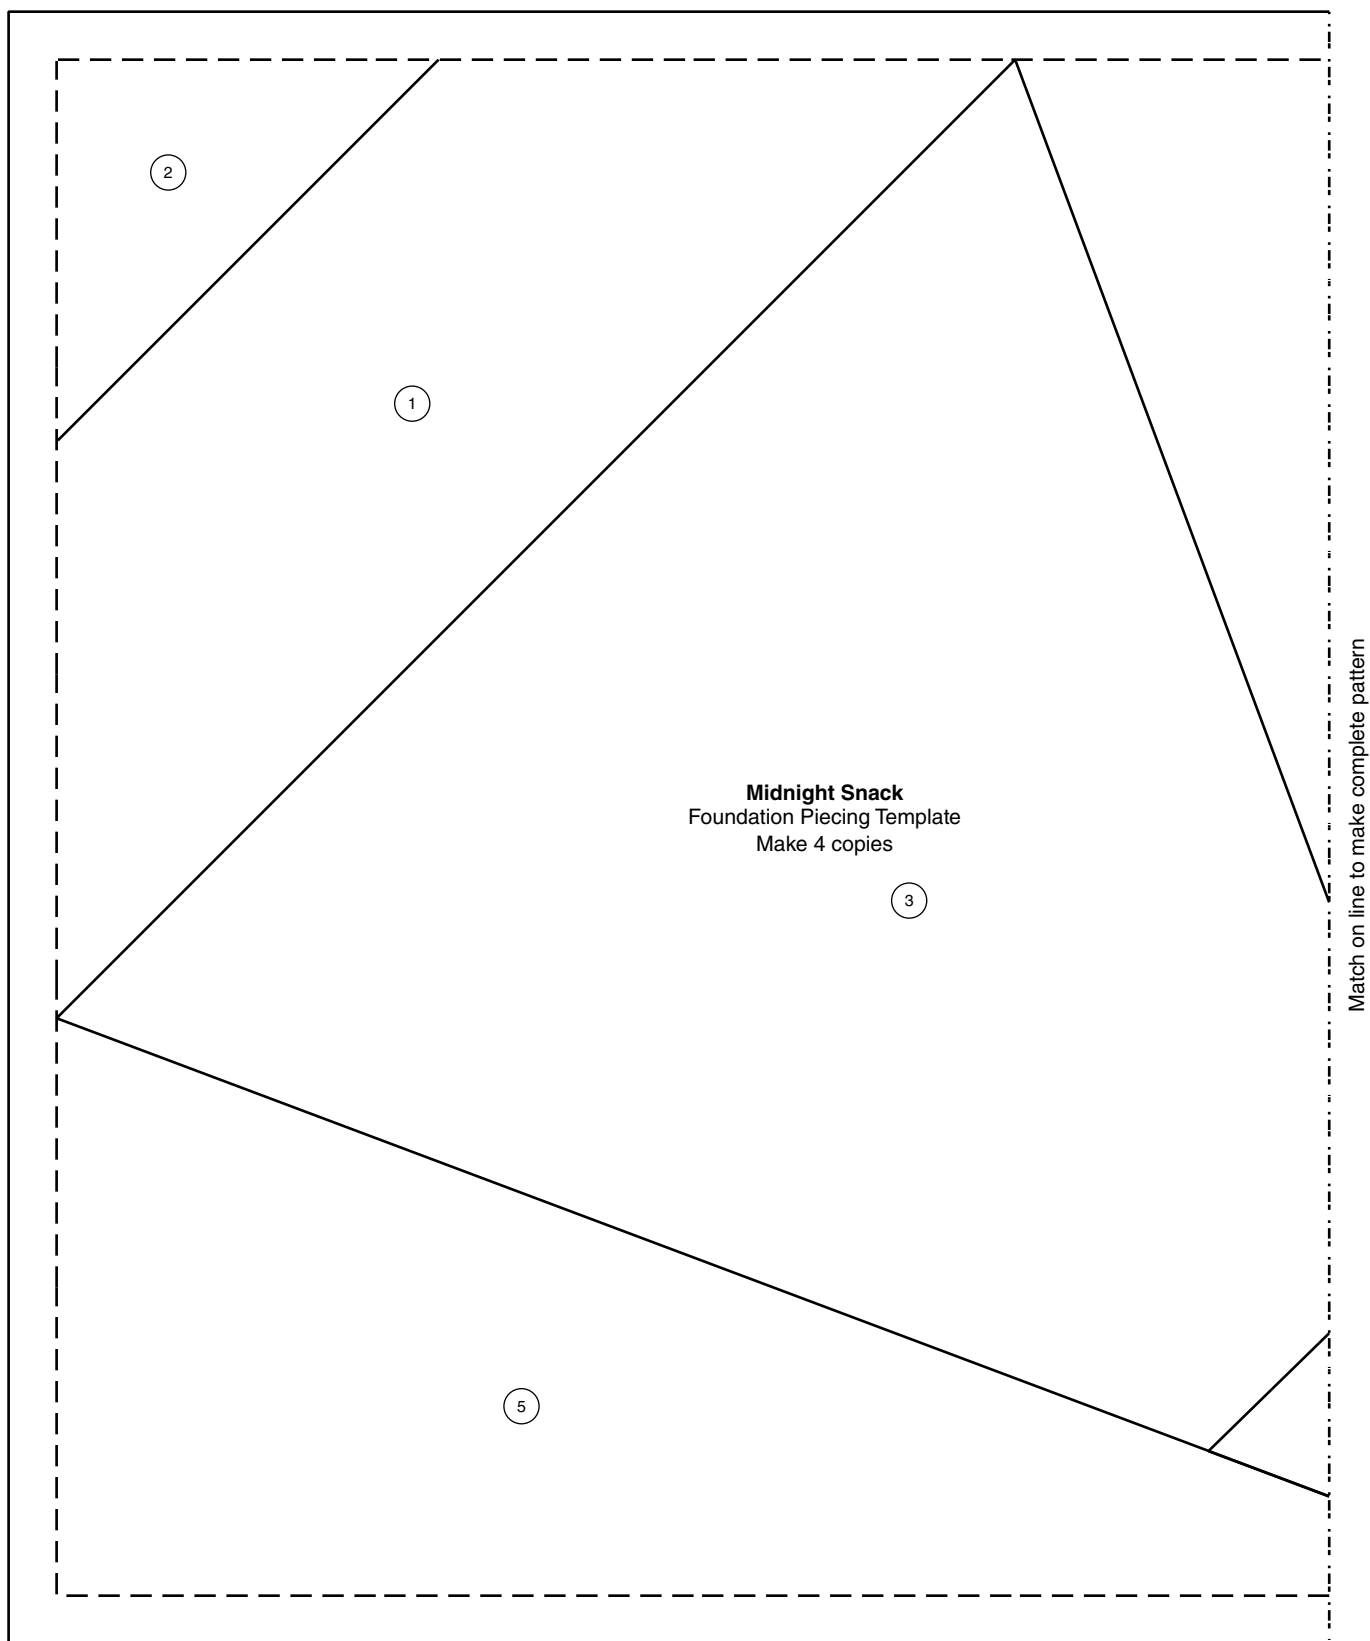 2
1
Midnight Snack
Foundation Piecing Template
Make 4 copies
3
Match on line to make complete pattern
5